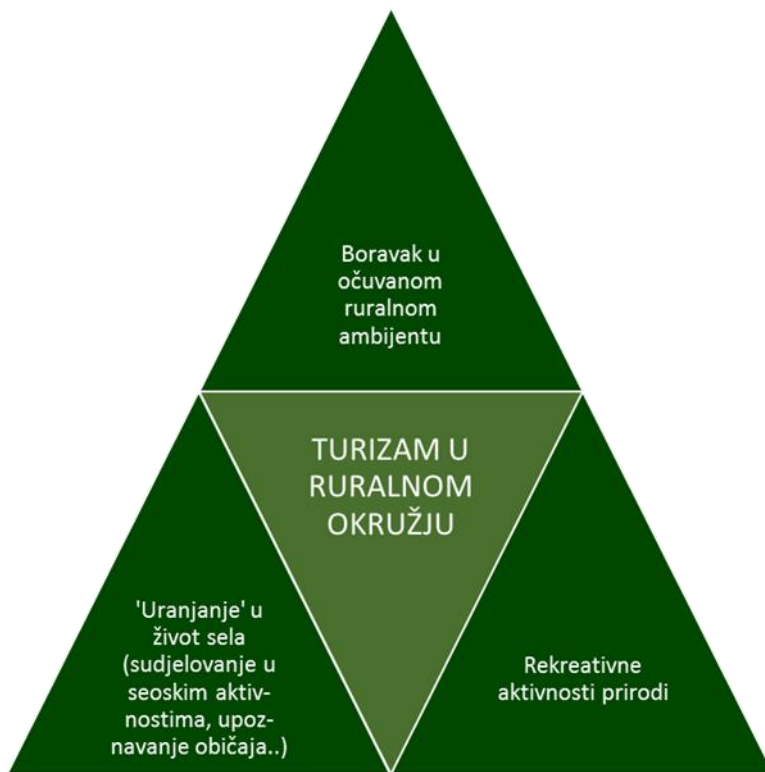 Boravak u
očuvanom
ruralnom
ambijentu
TURIZAM U
RURALNOM
OKRUŽJU
'Uranjanje' u
život sela
(sudjelovanje u
seoskim aktiv-
nostima, upoz-
navanje običaja..)
Rekreativne
aktivnosti prirodi